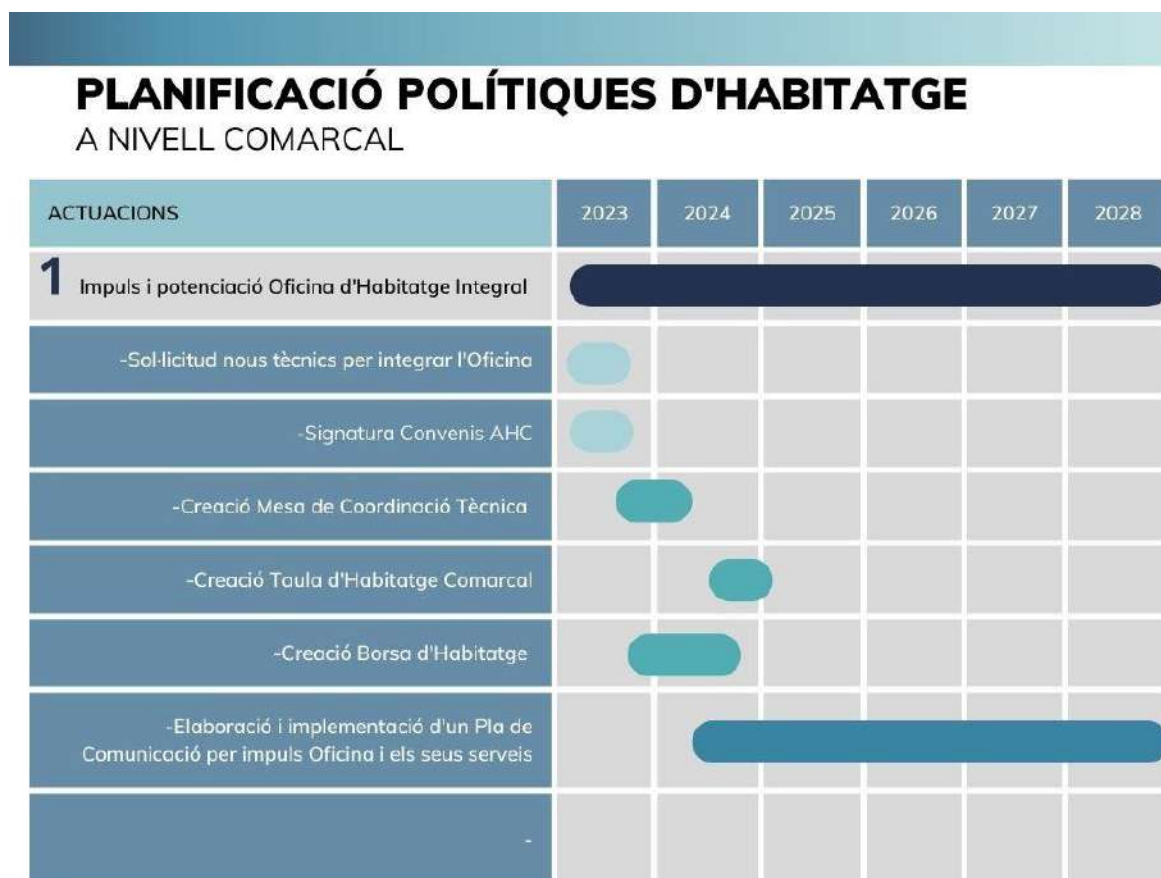 PLANIFICACIÓ POLÍTIQUES D'HABITATGE
A NIVELL COMARCAL
ACTUACIONS 2023 2024 2025 2026 2027 2028
1 Impuls i potenciació Oficina d'Habitatge Integral
-Sol·licitud nous tècnics per integrar l'Oficina
-Signatura Convenis AHC
-Creació Mesa de Coordinació Tècnica
-Creació Taula d'Habitatge Comarcal
-Creació Borsa d'Habitatge
-Elaboració i implementació d'un Pla de
Comunicació per impuls Oficina i els seus serveis
-